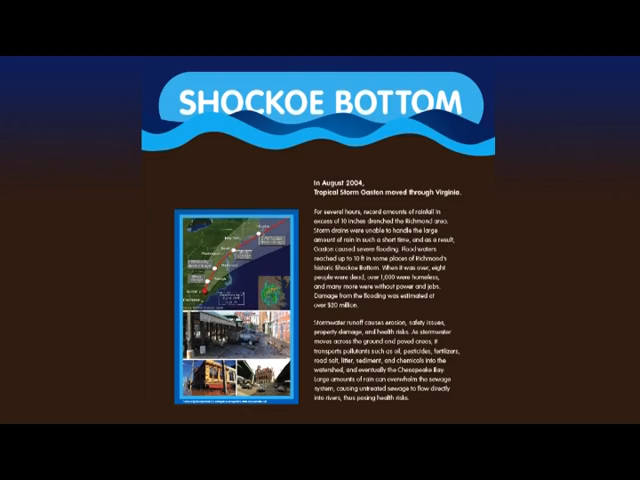 SHOCKOE BOTTOM
In August 2004,
Tropical Storm Gaston moved through Virginia.
For several hours, record amounts of rainfall in
excess of 10 inches drenched the Richmond area.
Storm drains were unable to handle the large
amount of rain in such a short time, and as a result,
Gaston caused severe flooding. Flood waters
reached up to 10 ft in some places of Richmond's
historic Shockoe Bottom. When it was over, eight
people were dead, over 1,000 were homeless,
and many more were without power and jobs.
Damage from the flooding was estimated at
over $20 million.
Stormwater runoff causes erosion, safety issues,
property damage, and health risks. As stormwater
moves across the ground and paved areas, it
transports pollutants such as oil, pesticides, fertilizers,
road salt, litter, sediment, and chemicals into the
watershed, and eventually the Chesapeake Bay.
Large amounts of rain can overwhelm the sewage
system, causing untreated sewage to flow directly
into rivers, thus posing health risks.